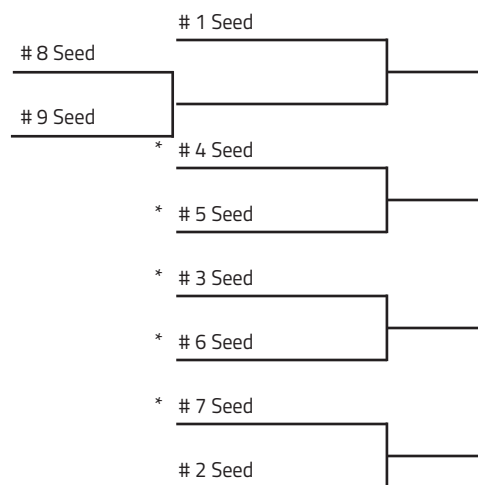 # 1 Seed
# 8 Seed
# 9 Seed
* # 4 Seed
* # 5 Seed
* # 3 Seed
* # 6 Seed
* # 7 Seed
# 2 Seed